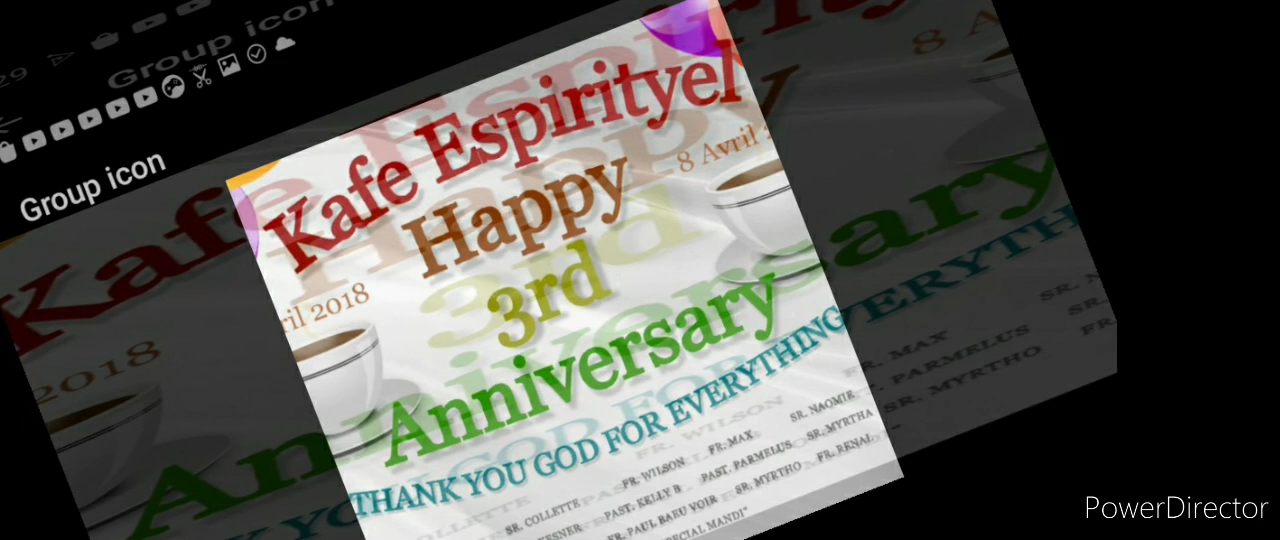 Group icon
Kafe Espirityel
Happy
8 Avril
3rd
ril 2018
Anniversary
THANK YOU GOD FOR EVERYTHING
SR. COLLETTE FR. WILSON FR. MAX SR. NAOMIE
PAST. KELLY B PAST. PARMELUS SR. MYRTHA
FR. PAUL BAEU VOIR SR. MYRTHO FR. RENAL
PowerDirector